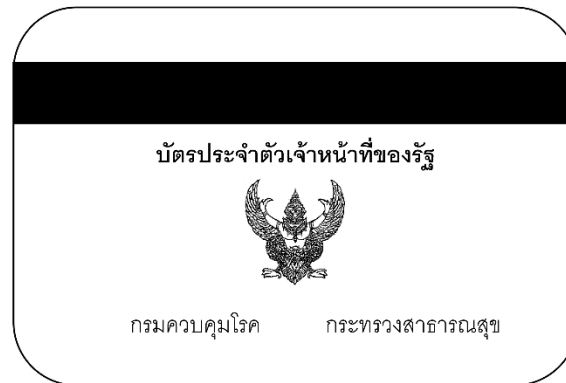 บัตรประจำตัวเจ้าหน้าที่ของรัฐ
กรมควบคุมโรค กระทรวงสาธารณสุข